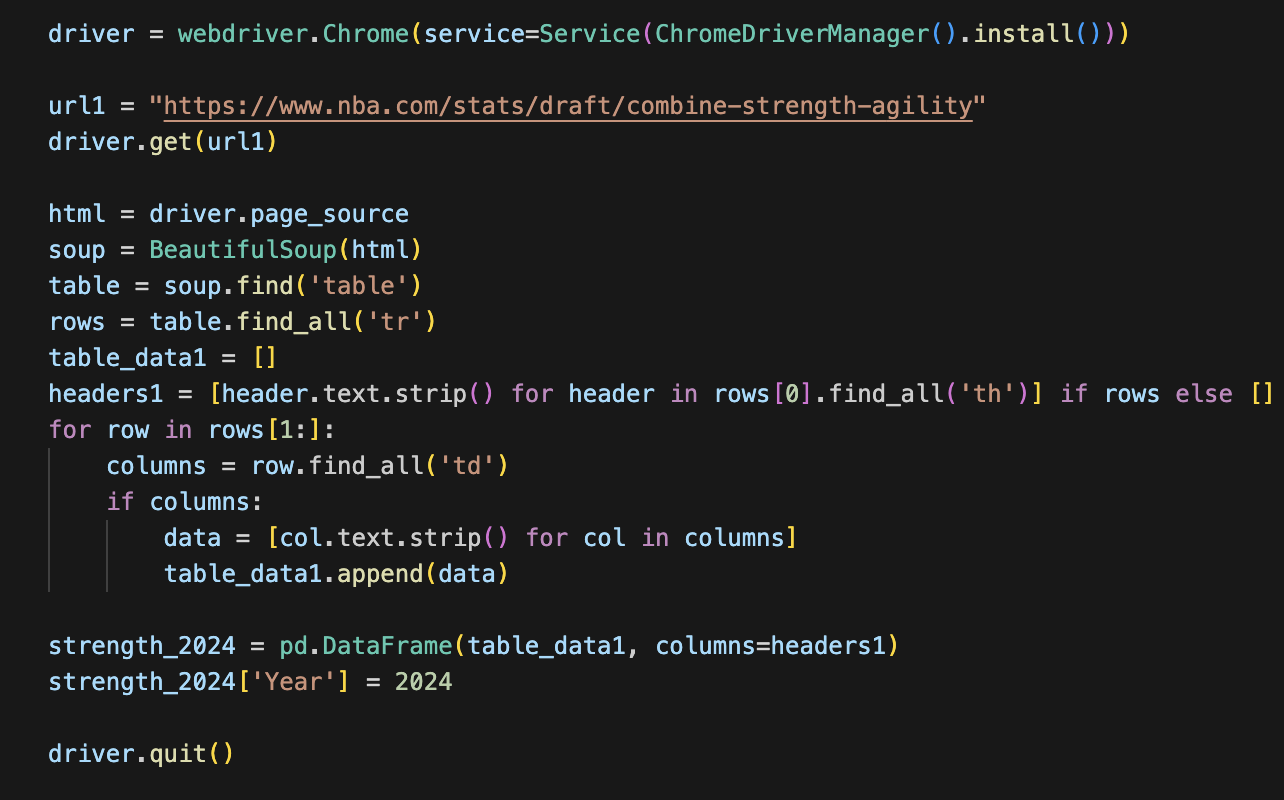 driver = webdriver.Chrome(service=Service(ChromeDriverManager().install()))
url1 = "https://www.nba.com/stats/draft/combine-strength-agility"
driver.get(url1)
html = driver.page_source
soup = BeautifulSoup(html)
table = soup.find('table')
rows = table.find_all('tr')
table_data1 = []
headers1 = [header.text.strip() for header in rows[0].find_all('th')] if rows else []
for row in rows[1:]:
    columns = row.find_all('td')
    if columns:
        data = [col.text.strip() for col in columns]
        table_data1.append(data)
strength_2024 = pd.DataFrame(table_data1, columns=headers1)
strength_2024['Year'] = 2024
driver.quit()